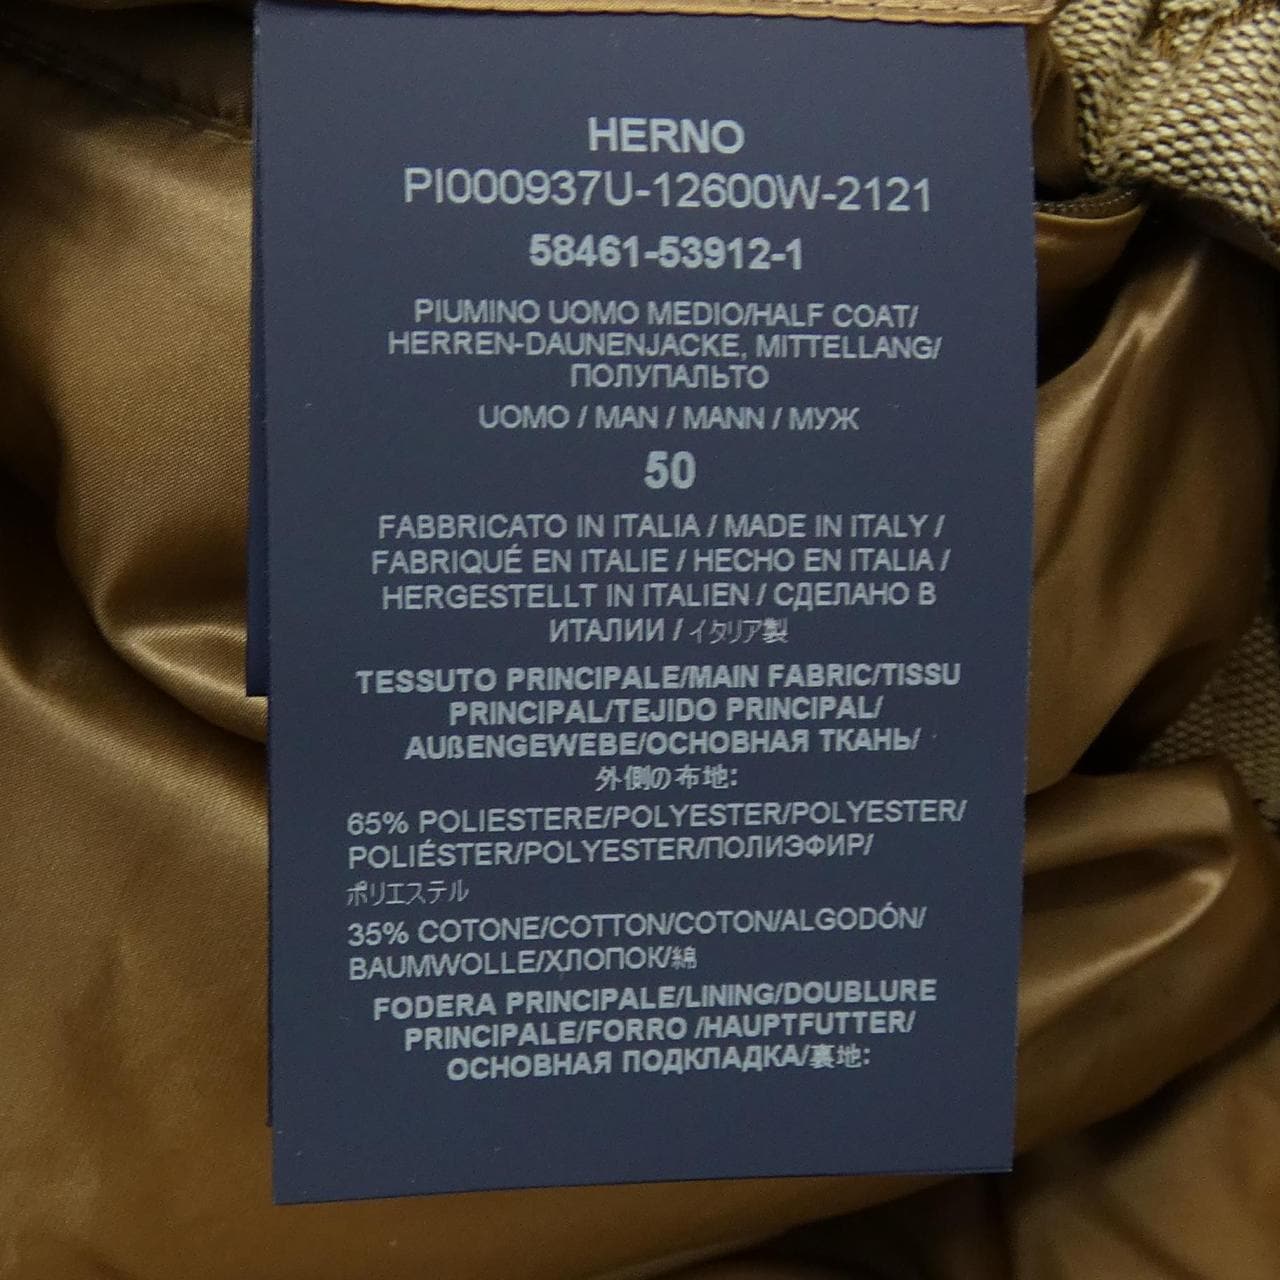 HERNO
PI000937U-12600W-2121
58461-53912-1
PIUMINO UOMO MEDIO/HALF COAT/
HERREN-DAUNENJACKE, MITTELLANG/
ПОЛУПАЛЬТО
UOMO / MAN / MANN / МУЖ
50
FABBRICATO IN ITALIA / MADE IN ITALY /
FABRIQUÉ EN ITALIE / HECHO EN ITALIA /
HERGESTELLT IN ITALIEN / СДЕЛАНО В
ИТАЛИИ / イタリア製
TESSUTO PRINCIPALE/MAIN FABRIC/TISSU
PRINCIPAL/TEJIDO PRINCIPAL/
AUßENGEWEBE/ОСНОВНАЯ ТКАНЬ/
外側の布地:
65% POLIESTERE/POLYESTER/POLYESTER/
POLIÉSTER/POLYESTER/ПОЛИЭФИР/
ポリエステル
35% COTONE/COTTON/COTON/ALGODÓN/
BAUMWOLLE/ХЛОПОК/綿
FODERA PRINCIPALE/LINING/DOUBLURE
PRINCIPALE/FORRO /HAUPTFUTTER/
ОСНОВНАЯ ПОДКЛАДКА/裏地: